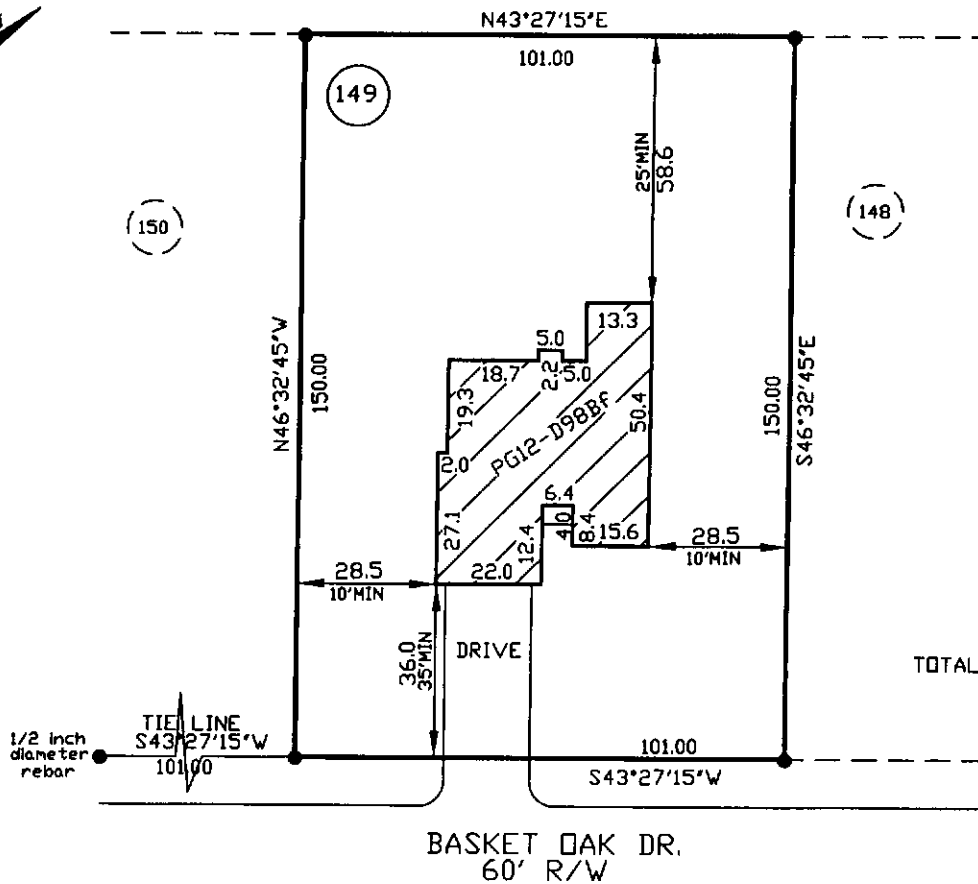 N43°27'15"E
101.00
149
25'MIN
58.6
150
148
N46°32'45"W
150.00
13.3
5.0
18.7
2.2
5.0
19.3
50.4
PG12-D98Bf
150.00
S46°32'45"E
2.0
6.4
27.1
12.4
4.0
8.4
15.6
28.5
10'MIN
28.5
10'MIN
22.0
36.0
35'MIN
DRIVE
TOTAL
TIE LINE
S43°27'15"W
101.00
1/2 inch
diameter
rebar
101.00
S43°27'15"W
BASKET OAK DR.
60' R/W